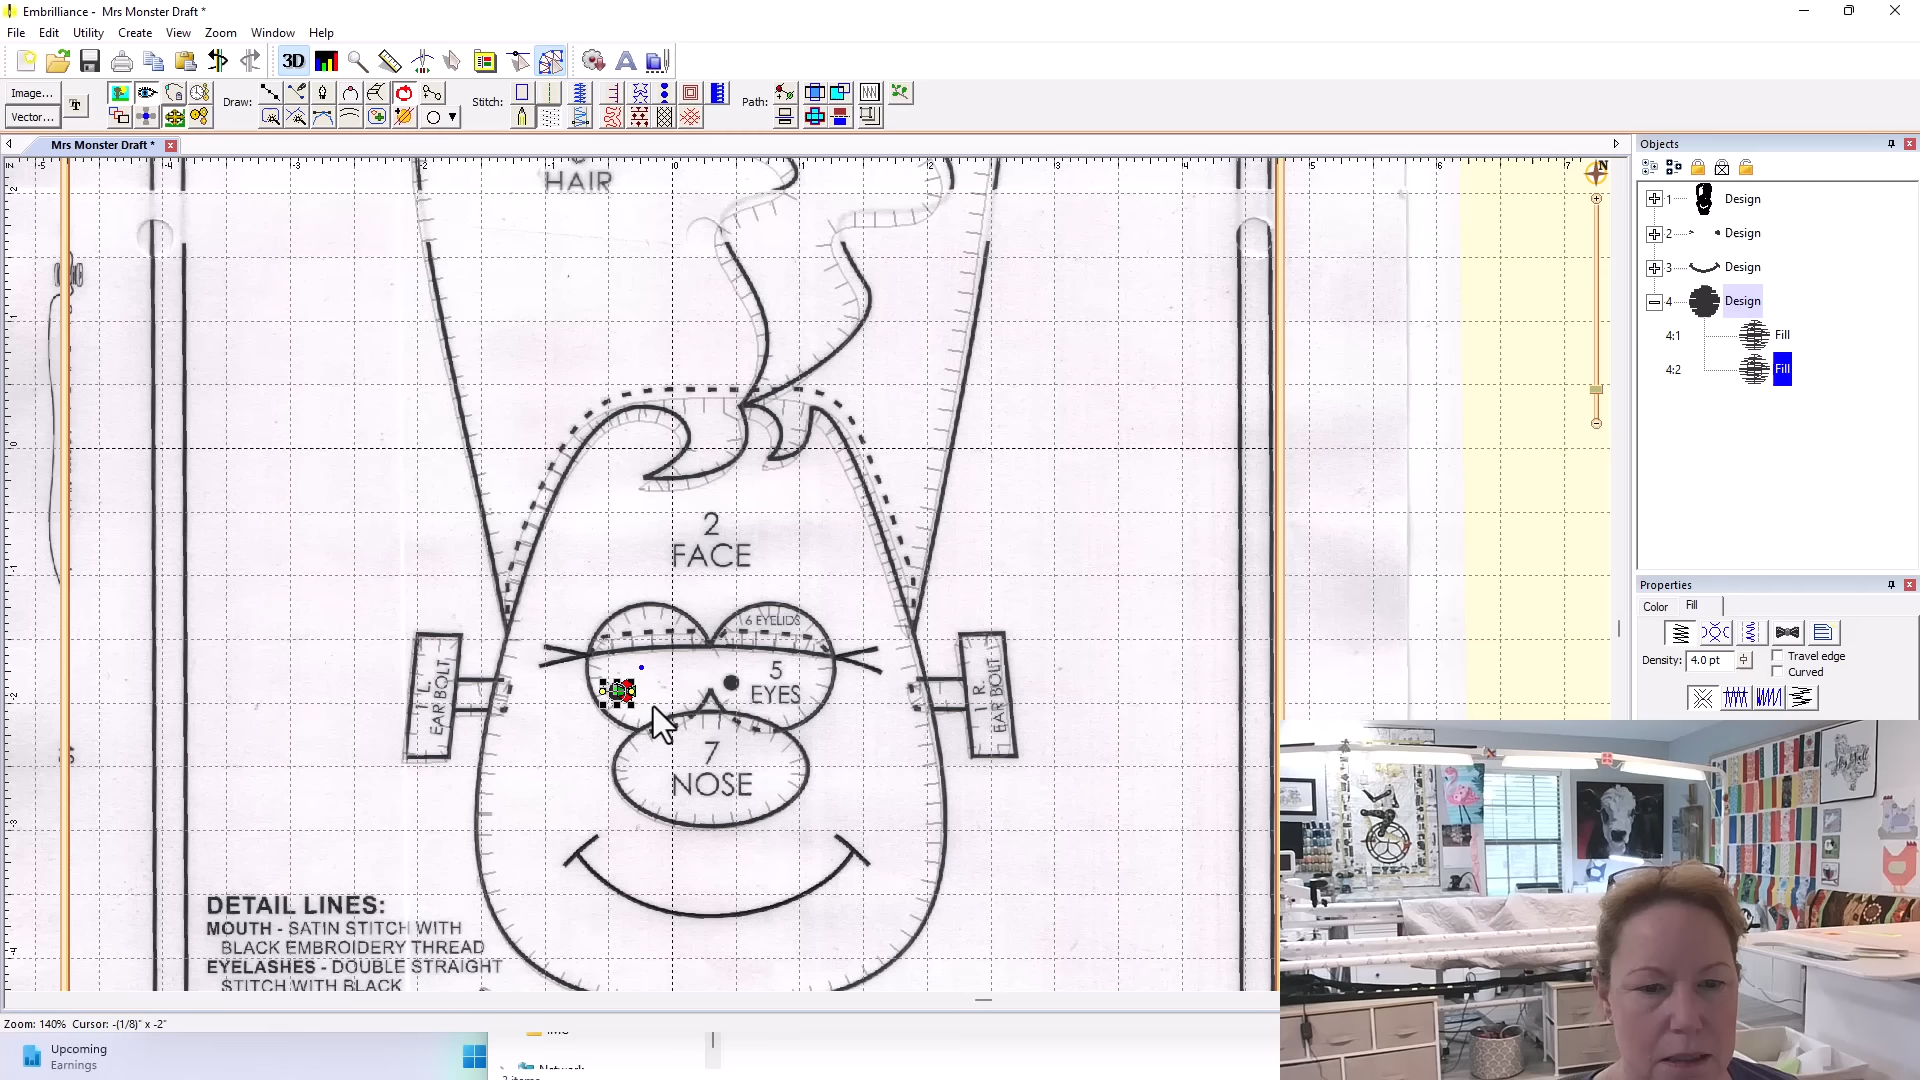 Embrilliance - Mrs Monster Draft *
File Edit Utility Create View Zoom Window Help
3D
Image...
Vector...
T
Draw:
Stitch:
Path:
Mrs Monster Draft *
Objects
HAIR
1 Design
2 Design
3 Design
4 Design
4:1 Fill
4:2 Fill
N
2
FACE
6 EYELIDS
5
EYES
1 L.
EAR BOLT
1 R.
EAR BOLT
7
NOSE
DETAIL LINES:
MOUTH - SATIN STITCH WITH
BLACK EMBROIDERY THREAD
EYELASHES - DOUBLE STRAIGHT
STITCH WITH BLACK
Properties
Color Fill
Density: 4.0 pt
Travel edge
Curved
Zoom: 140% Cursor: -(1/8)" x -2"
Upcoming
Earnings